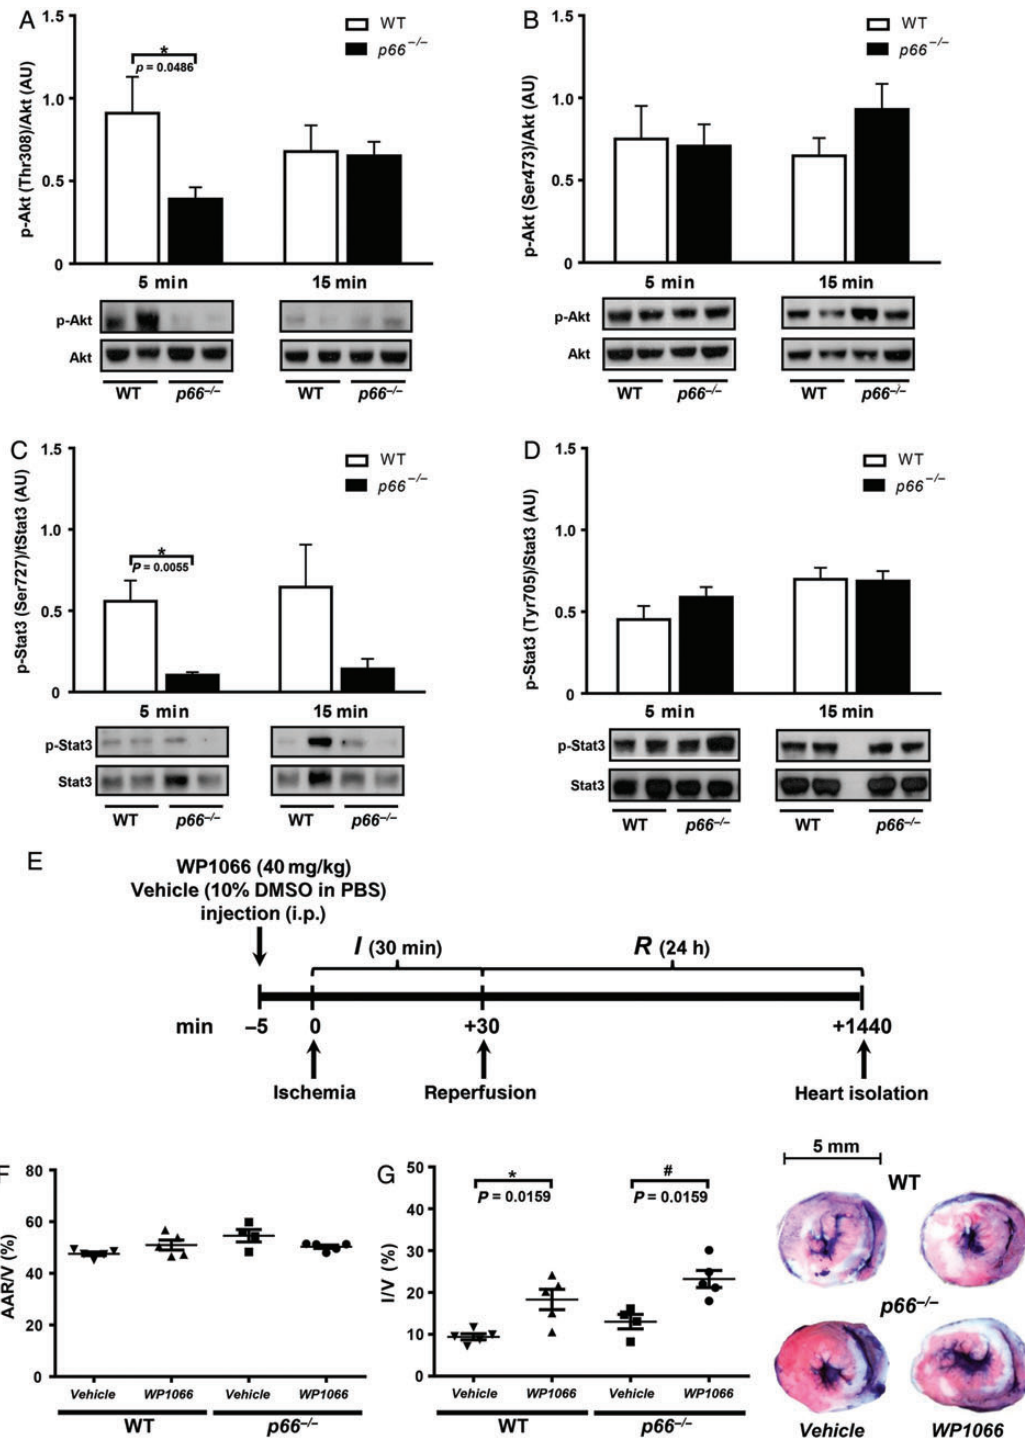 A
1.5
1.0
0.5
0
p-Akt (Thr308)/Akt (AU)
WT
p66−/−
*
p = 0.0486
5 min
15 min
p-Akt
Akt
WT
p66−/−
WT
p66−/−
B
1.5
1.0
0.5
0
p-Akt (Ser473)/Akt (AU)
WT
p66−/−
5 min
15 min
p-Akt
Akt
WT
p66−/−
WT
p66−/−
C
1.5
1.0
0.5
0
p-Stat3 (Ser727)/tStat3 (AU)
WT
p66−/−
*
P = 0.0055
5 min
15 min
p-Stat3
Stat3
WT
p66−/−
WT
p66−/−
D
1.5
1.0
0.5
0
p-Stat3 (Tyr705)/Stat3 (AU)
WT
p66−/−
5 min
15 min
p-Stat3
Stat3
WT
p66−/−
WT
p66−/−
E
WP1066 (40 mg/kg)
Vehicle (10% DMSO in PBS)
injection (i.p.)
I (30 min)
R (24 h)
min −5 0 +30 +1440
Ischemia
Reperfusion
Heart isolation
F
80
60
40
20
0
AAR/V (%)
Vehicle WP1066 Vehicle WP1066
WT p66−/−
G
50
40
30
20
10
0
I/V (%)
*
P = 0.0159
#
P = 0.0159
Vehicle WP1066 Vehicle WP1066
WT p66−/−
5 mm
WT
p66−/−
Vehicle WP1066